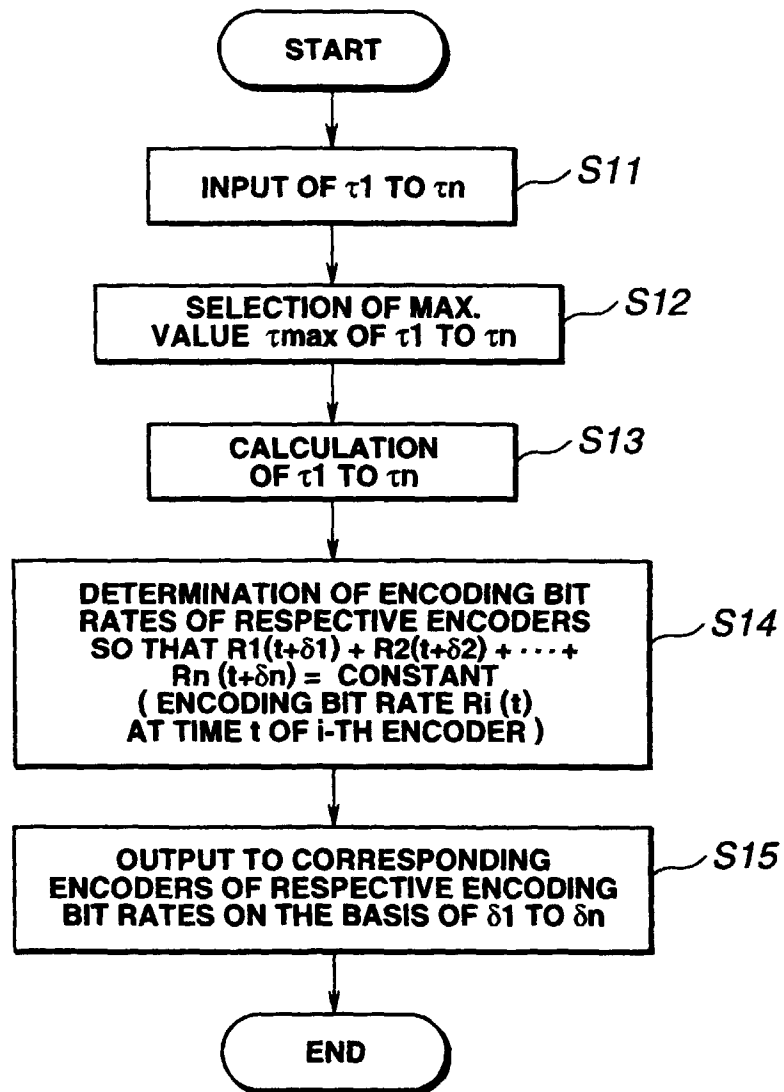 START
INPUT OF τ1 TO τn
S11
SELECTION OF MAX.
VALUE τmax OF τ1 TO τn
S12
CALCULATION
OF τ1 TO τn
S13
DETERMINATION OF ENCODING BIT
RATES OF RESPECTIVE ENCODERS
SO THAT R1(t+δ1) + R2(t+δ2) + ··· +
Rn (t+δn) = CONSTANT
( ENCODING BIT RATE Ri (t)
AT TIME t OF i-TH ENCODER )
S14
OUTPUT TO CORRESPONDING
ENCODERS OF RESPECTIVE ENCODING
BIT RATES ON THE BASIS OF δ1 TO δn
S15
END